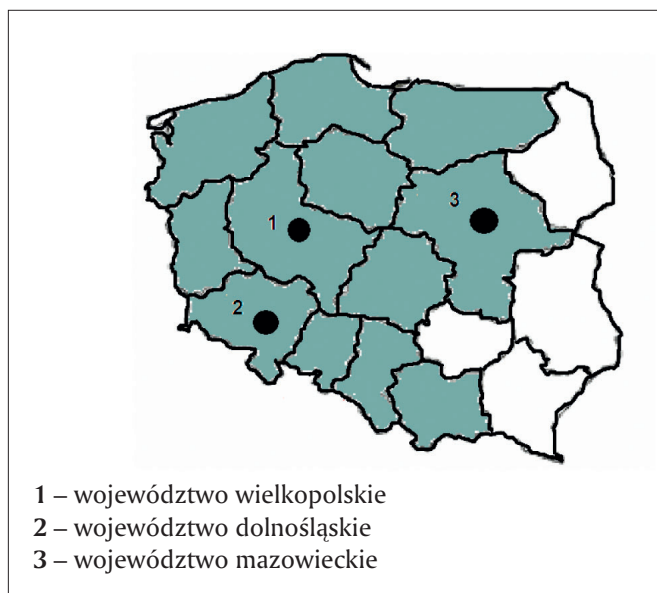 3
1
2
1 – województwo wielkopolskie
2 – województwo dolnośląskie
3 – województwo mazowieckie